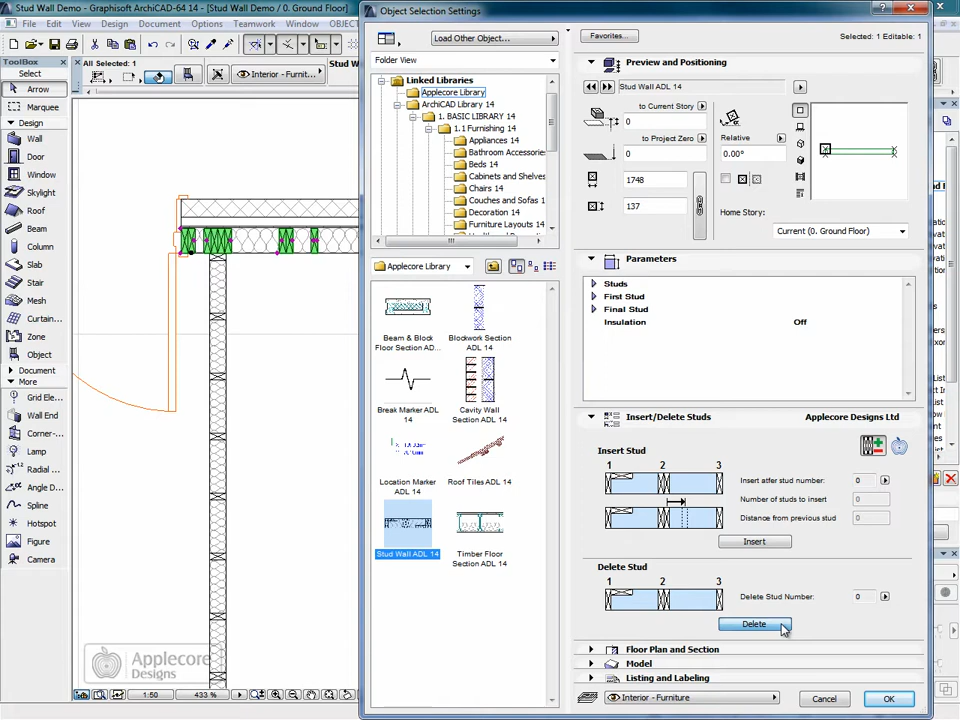 Stud Wall Demo - Graphisoft ArchiCAD-64 14 - [Stud Wall Demo / 0. Ground Floor]
File Edit View Design Document Options Teamwork Window OBJECT
ToolBox
Select
Arrow
Marquee
Design
Wall
Door
Window
Skylight
Roof
Beam
Column
Slab
Stair
Mesh
Curtain...
Zone
Object
Document
More
Grid Ele...
Wall End
Corner-...
Lamp
Radial ...
Angle D...
Spline
Hotspot
Figure
Camera
All Selected: 1
Interior - Furnit...
Stud W
Applecore
Designs
1:50
433 %
Object Selection Settings
Load Other Object...
Folder View
Linked Libraries
Applecore Library
ArchiCAD Library 14
1. BASIC LIBRARY 14
1.1 Furnishing 14
Appliances 14
Bathroom Accessories
Beds 14
Cabinets and Shelves
Chairs 14
Couches and Sofas 1
Decoration 14
Furniture Layouts 14
Applecore Library
Beam & Block
Floor Section AD...
Blockwork Section
ADL 14
Break Marker ADL
14
Cavity Wall
Section ADL 14
Location Marker
ADL 14
Roof Tiles ADL 14
Stud Wall ADL 14
Timber Floor
Section ADL 14
Favorites...
Selected: 1 Editable: 1
Preview and Positioning
Stud Wall ADL 14
to Current Story
0
to Project Zero
0
1748
137
Relative
0.00°
Home Story:
Current (0. Ground Floor)
Parameters
Studs
First Stud
Final Stud
Insulation Off
Insert/Delete Studs Applecore Designs Ltd
Insert Stud
1 2 3
Insert atfer stud number: 0
Number of studs to insert 0
Distance from previous stud 0
Insert
Delete Stud
1 2 3
Delete Stud Number: 0
Delete
Floor Plan and Section
Model
Listing and Labeling
Interior - Furniture
Cancel
OK